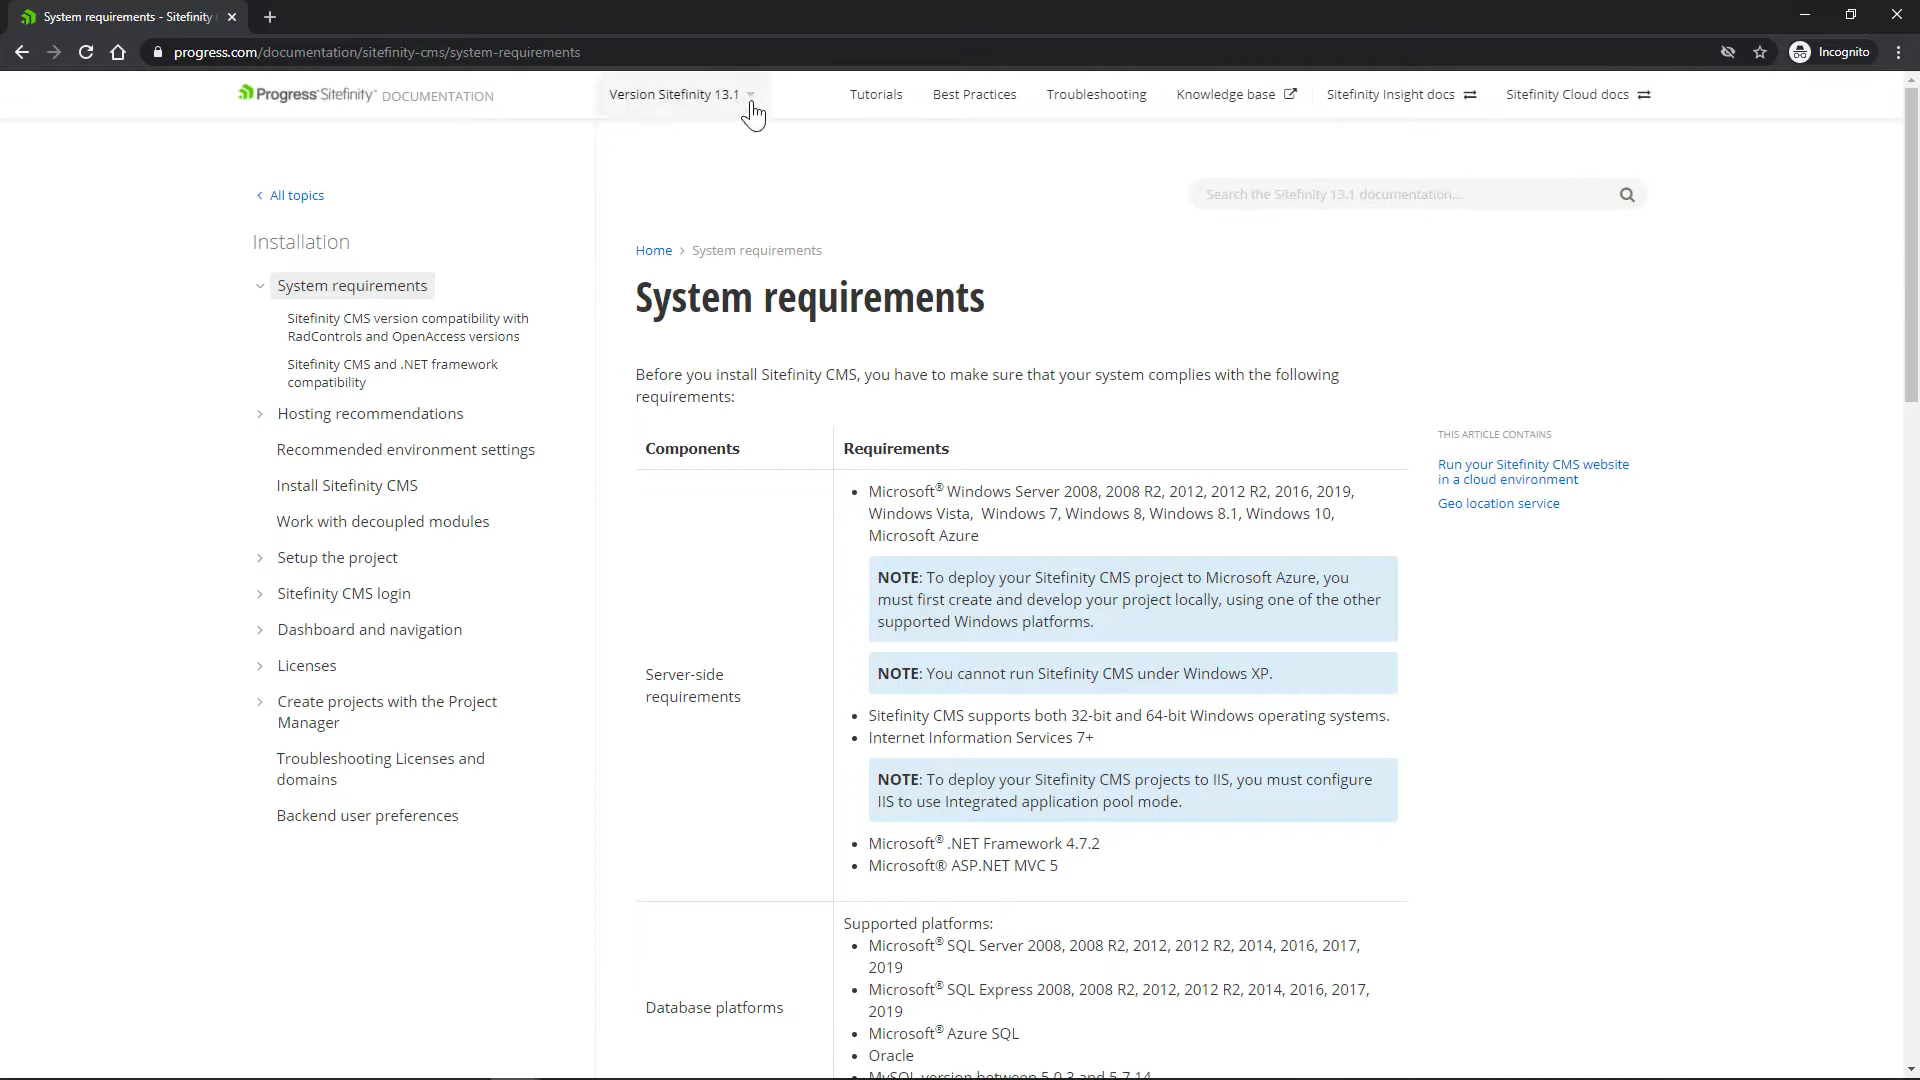 System requirements - Sitefinity
progress.com/documentation/sitefinity-cms/system-requirements
Incognito
Progress® Sitefinity™ DOCUMENTATION
Version Sitefinity 13.1
Tutorials
Best Practices
Troubleshooting
Knowledge base
Sitefinity Insight docs
Sitefinity Cloud docs
All topics
Search the Sitefinity 13.1 documentation...
Installation
System requirements
Sitefinity CMS version compatibility with
RadControls and OpenAccess versions
Sitefinity CMS and .NET framework
compatibility
Hosting recommendations
Recommended environment settings
Install Sitefinity CMS
Work with decoupled modules
Setup the project
Sitefinity CMS login
Dashboard and navigation
Licenses
Create projects with the Project
Manager
Troubleshooting Licenses and
domains
Backend user preferences
Home > System requirements
System requirements
Before you install Sitefinity CMS, you have to make sure that your system complies with the following
requirements:
Components
Requirements
Server-side
requirements
• Microsoft® Windows Server 2008, 2008 R2, 2012, 2012 R2, 2016, 2019,
Windows Vista, Windows 7, Windows 8, Windows 8.1, Windows 10,
Microsoft Azure
NOTE: To deploy your Sitefinity CMS project to Microsoft Azure, you
must first create and develop your project locally, using one of the other
supported Windows platforms.
NOTE: You cannot run Sitefinity CMS under Windows XP.
• Sitefinity CMS supports both 32-bit and 64-bit Windows operating systems.
• Internet Information Services 7+
NOTE: To deploy your Sitefinity CMS projects to IIS, you must configure
IIS to use Integrated application pool mode.
• Microsoft® .NET Framework 4.7.2
• Microsoft® ASP.NET MVC 5
Database platforms
Supported platforms:
• Microsoft® SQL Server 2008, 2008 R2, 2012, 2012 R2, 2014, 2016, 2017,
2019
• Microsoft® SQL Express 2008, 2008 R2, 2012, 2012 R2, 2014, 2016, 2017,
2019
• Microsoft® Azure SQL
• Oracle
• MySQL version between 5.0.3 and 5.7.14
THIS ARTICLE CONTAINS
Run your Sitefinity CMS website
in a cloud environment
Geo location service